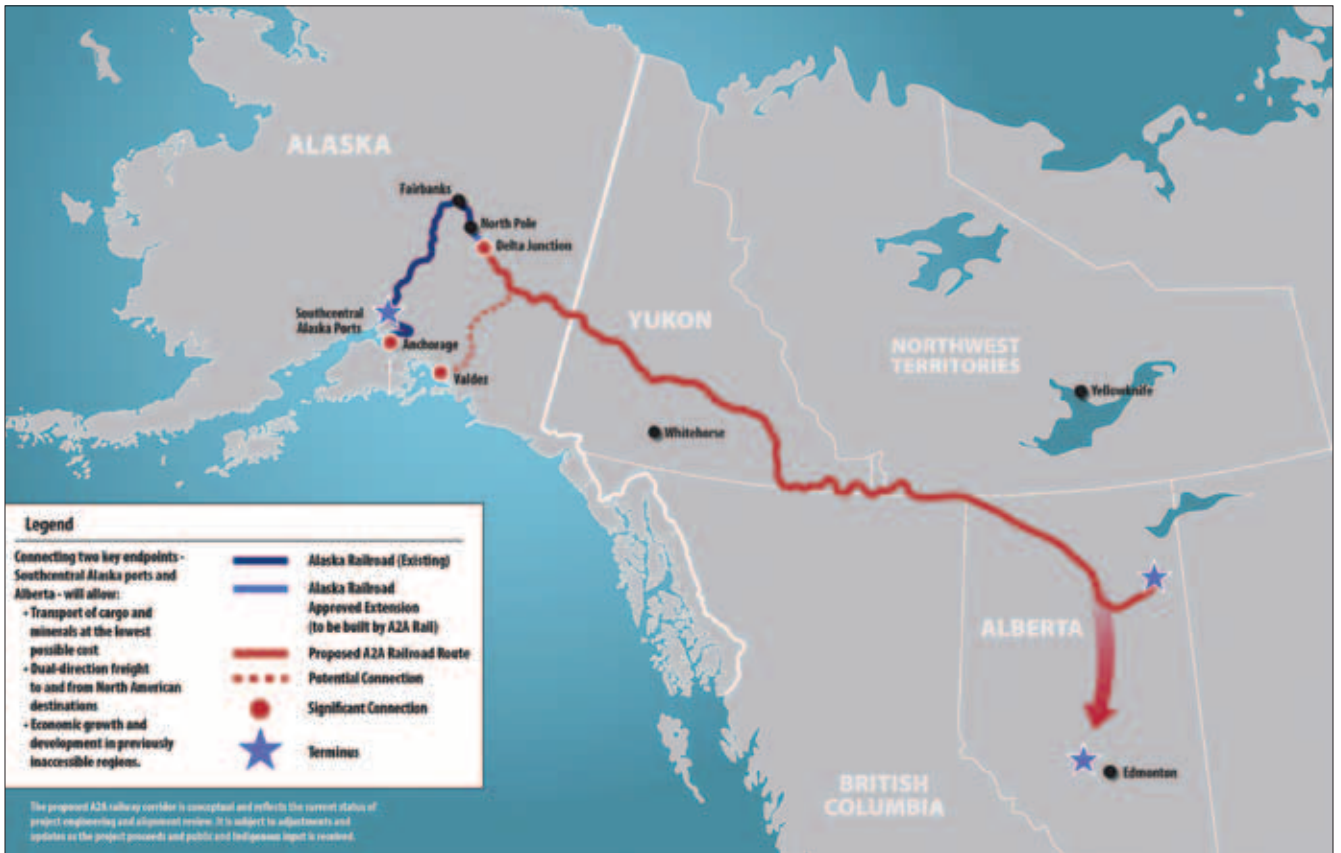 ALASKA
Fairbanks
North Pole
Delta Junction
Southcentral
Alaska Ports
Anchorage
Valdez
YUKON
Whitehorse
NORTHWEST
TERRITORIES
Yellowknife
ALBERTA
Edmonton
BRITISH
COLUMBIA
Legend
Connecting two key endpoints -
Southcentral Alaska ports and
Alberta - will allow:
• Transport of cargo and
minerals at the lowest
possible cost
• Dual-direction freight
to and from North American
destinations
• Economic growth and
development in previously
inaccessible regions.
Alaska Railroad (Existing)
Alaska Railroad
Approved Extension
(to be built by A2A Rail)
Proposed A2A Railroad Route
Potential Connection
Significant Connection
Terminus
The proposed A2A railway corridor is conceptual and reflects the current status of
project engineering and alignment review. It is subject to adjustments and
updates as the project proceeds and public and Indigenous input is received.